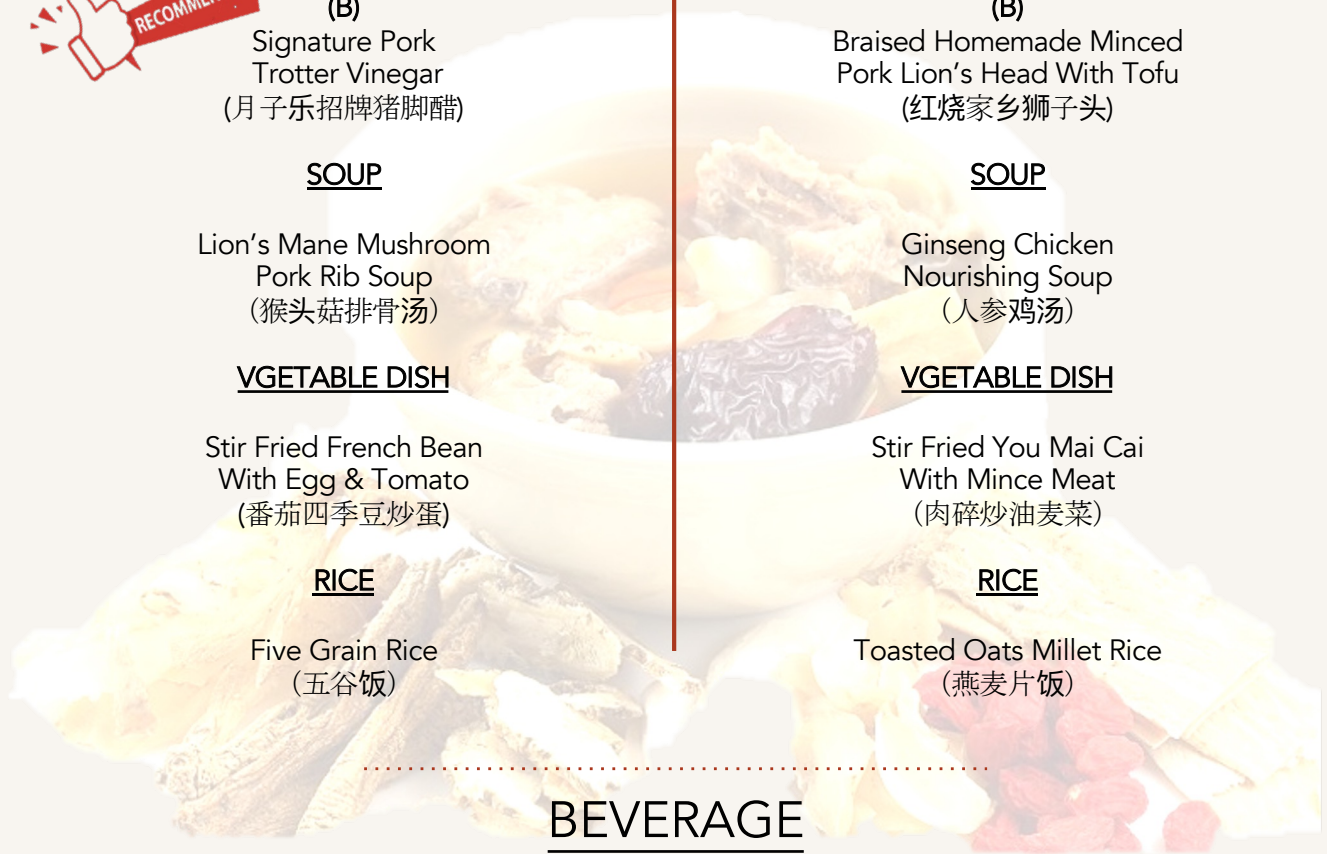 RECOMME
(B)
Signature Pork
Trotter Vinegar
(月子乐招牌猪脚醋)
SOUP
Lion’s Mane Mushroom
Pork Rib Soup
（猴头菇排骨汤）
VGETABLE DISH
Stir Fried French Bean
With Egg & Tomato
(番茄四季豆炒蛋)
RICE
Five Grain Rice
（五谷饭）
(B)
Braised Homemade Minced
Pork Lion’s Head With Tofu
(红烧家乡狮子头)
SOUP
Ginseng Chicken
Nourishing Soup
（人参鸡汤）
VGETABLE DISH
Stir Fried You Mai Cai
With Mince Meat
（肉碎炒油麦菜）
RICE
Toasted Oats Millet Rice
（燕麦片饭）
BEVERAGE